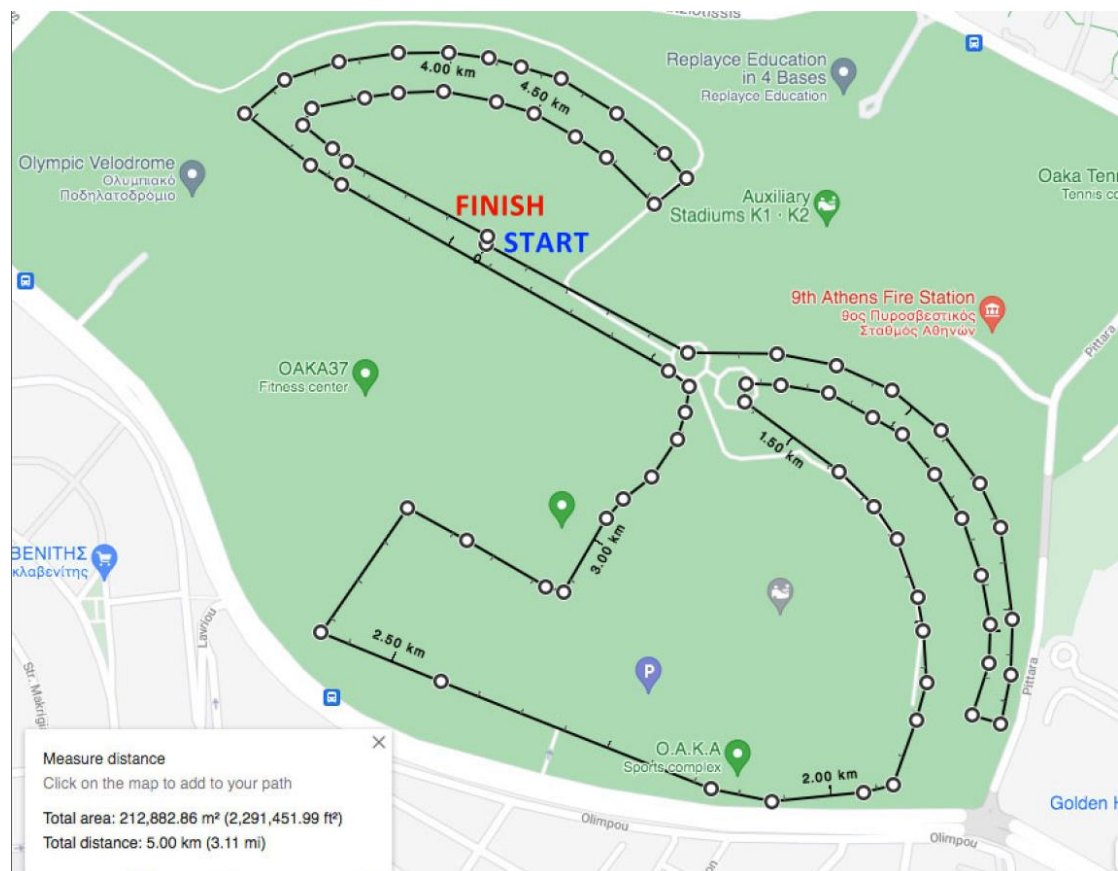 Replayce Education
in 4 Bases
Replayce Education
4.00 km
4.50 km
Olympic Velodrome
Ολυμπιακό
Ποδηλατοδρόμιο
Oaka Tenn
Tennis co
Auxiliary
Stadiums K1 · K2
FINISH
START
0
9th Athens Fire Station
9ος Πυροσβεστικός
Σταθμός Αθηνών
Pittara
OAKA37
Fitness center
1.50 km
3.00 km
ΒΕΝΙΤΗΣ
κλαβενίτης
Lavriou
2.50 km
Str. Makrigia
P
Pittara
O.A.K.A
Sports complex
2.00 km
Golden H
Olimpou
Olimpou
Measure distance
Click on the map to add to your path
Total area: 212,882.86 m² (2,291,451.99 ft²)
Total distance: 5.00 km (3.11 mi)